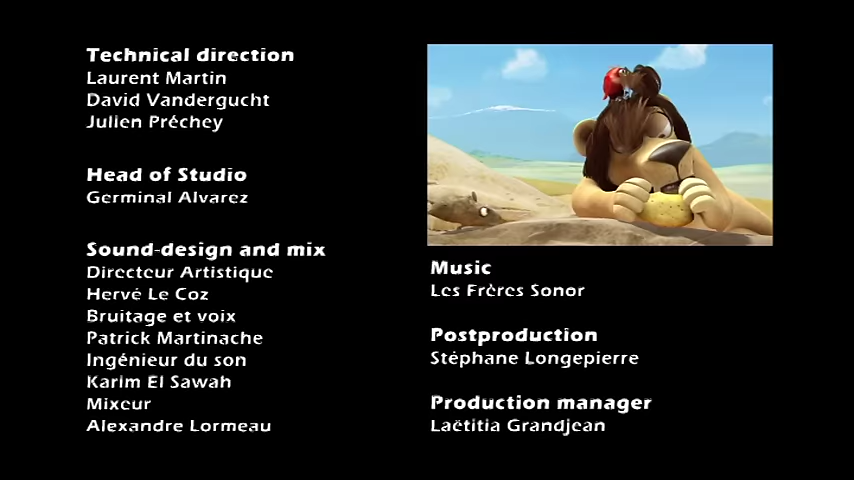 Technical direction
Laurent Martin
David Vandergucht
Julien Préchey
Head of Studio
Germinal Alvarez
Sound-design and mix
Directeur Artistique
Hervé Le Coz
Bruitage et voix
Patrick Martinache
Ingénieur du son
Karim El Sawah
Mixeur
Alexandre Lormeau
Music
Les Frères Sonor
Postproduction
Stéphane Longepierre
Production manager
Laëtitia Grandjean